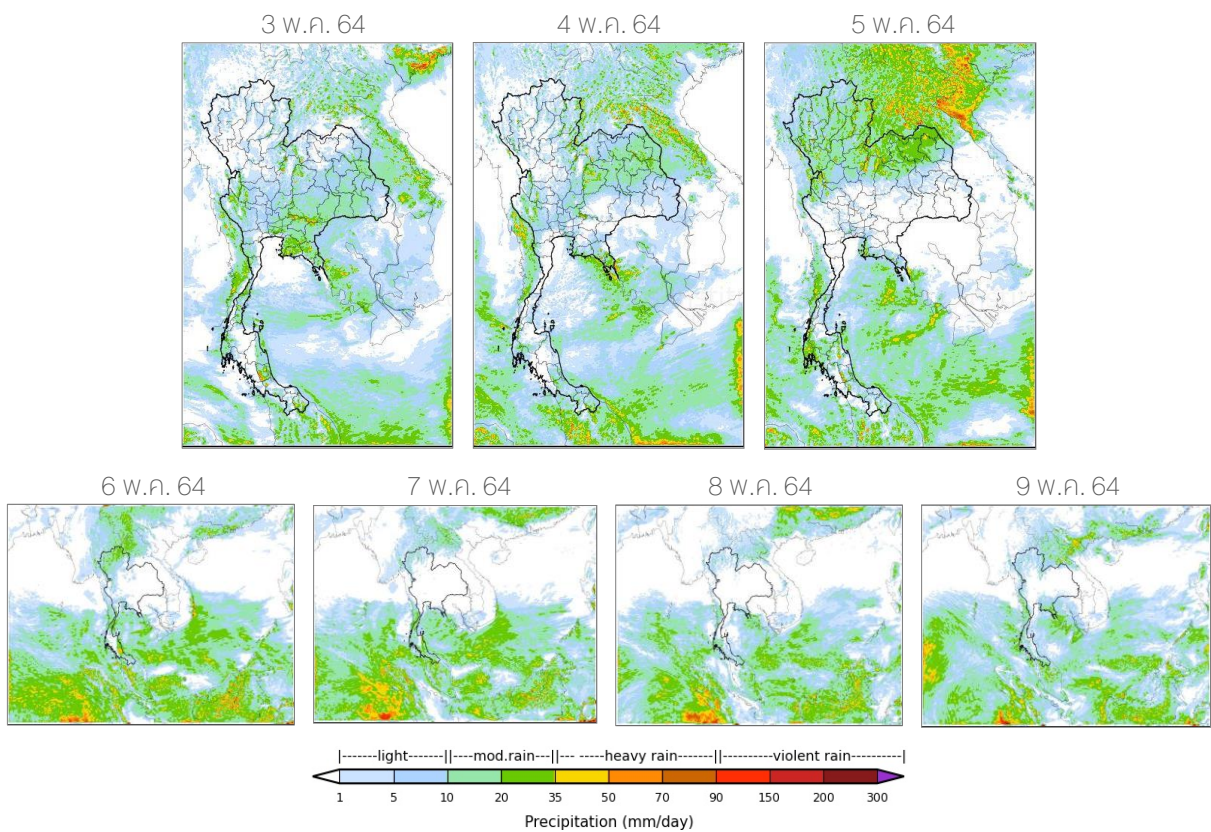 3 พ.ค. 64
4 พ.ค. 64
5 พ.ค. 64
6 พ.ค. 64
7 พ.ค. 64
8 พ.ค. 64
9 พ.ค. 64
|------light-------||----mod.rain---||--- ----heavy rain-------||----------violent rain-----------|
1 5 10 20 35 50 70 90 150 200 300
Precipitation (mm/day)